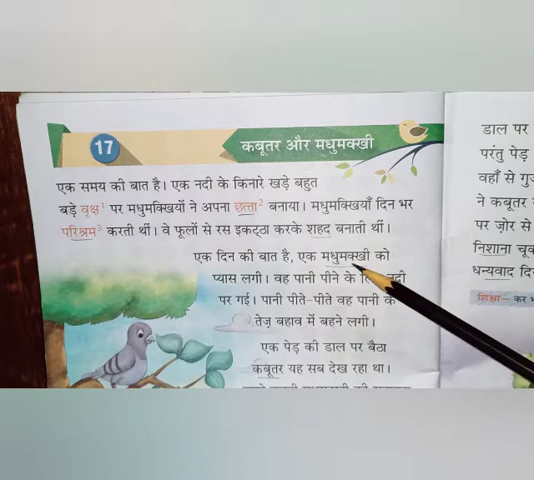 17
कबूतर और मधुमक्खी
एक समय की बात है। एक नदी के किनारे खड़े बहुत
बड़े वृक्ष1 पर मधुमक्खियों ने अपना छत्ता2 बनाया। मधुमक्खियाँ दिन भर
परिश्रम3 करती थीं। वे फूलों से रस इकट्ठा करके शहद बनाती थीं।
एक दिन की बात है, एक मधुमक्खी को
प्यास लगी। वह पानी पीने के नदी
पर गई। पानी पीते-पीते वह पानी के
तेज़ बहाव में बहने लगी।
एक पेड़ की डाल पर बैठा
कबूतर यह सब देख रहा था।
डाल पर
परंतु पेड़
वहाँ से
ने कबूतर
पर ज़ोर से
निशाना
धन्यवाद
शिक्षा— कर